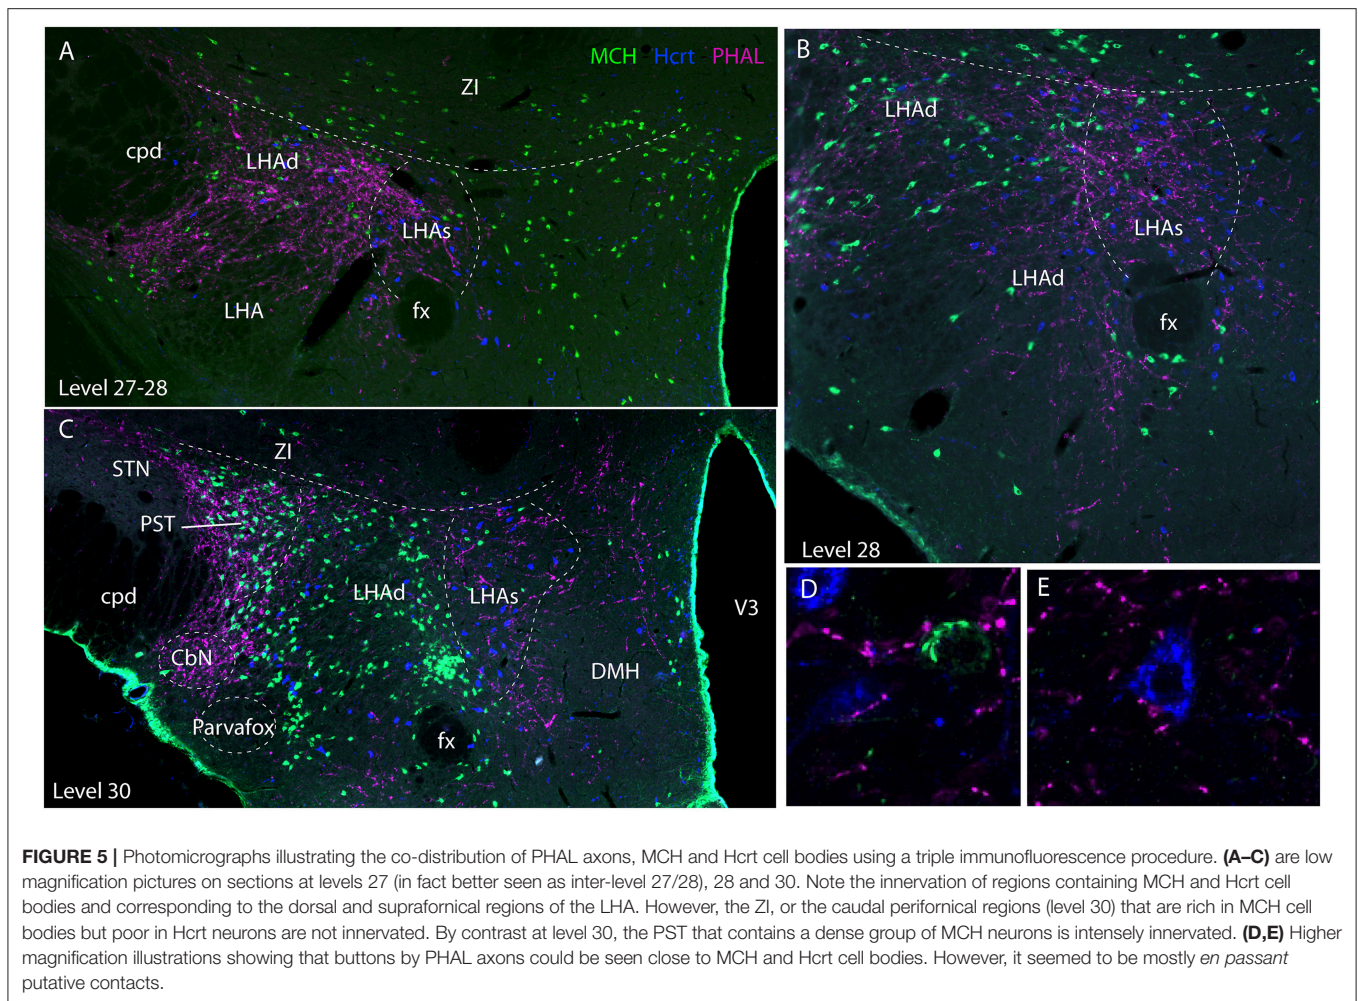 A
MCH Hcrt PHAL
ZI
cpd
LHAd
LHAs
LHA
fx
Level 27-28
B
LHAd
LHAs
LHAd
fx
Level 28
C
ZI
STN
PST
cpd
LHAd
LHAs
V3
CbN
DMH
Parvafox
fx
Level 30
D
E
FIGURE 5 | Photomicrographs illustrating the co-distribution of PHAL axons, MCH and Hcrt cell bodies using a triple immunofluorescence procedure. (A–C) are low
magnification pictures on sections at levels 27 (in fact better seen as inter-level 27/28), 28 and 30. Note the innervation of regions containing MCH and Hcrt cell
bodies and corresponding to the dorsal and suprafornical regions of the LHA. However, the ZI, or the caudal perifornical regions (level 30) that are rich in MCH cell
bodies but poor in Hcrt neurons are not innervated. By contrast at level 30, the PST that contains a dense group of MCH neurons is intensely innervated. (D,E) Higher
magnification illustrations showing that buttons by PHAL axons could be seen close to MCH and Hcrt cell bodies. However, it seemed to be mostly en passant
putative contacts.